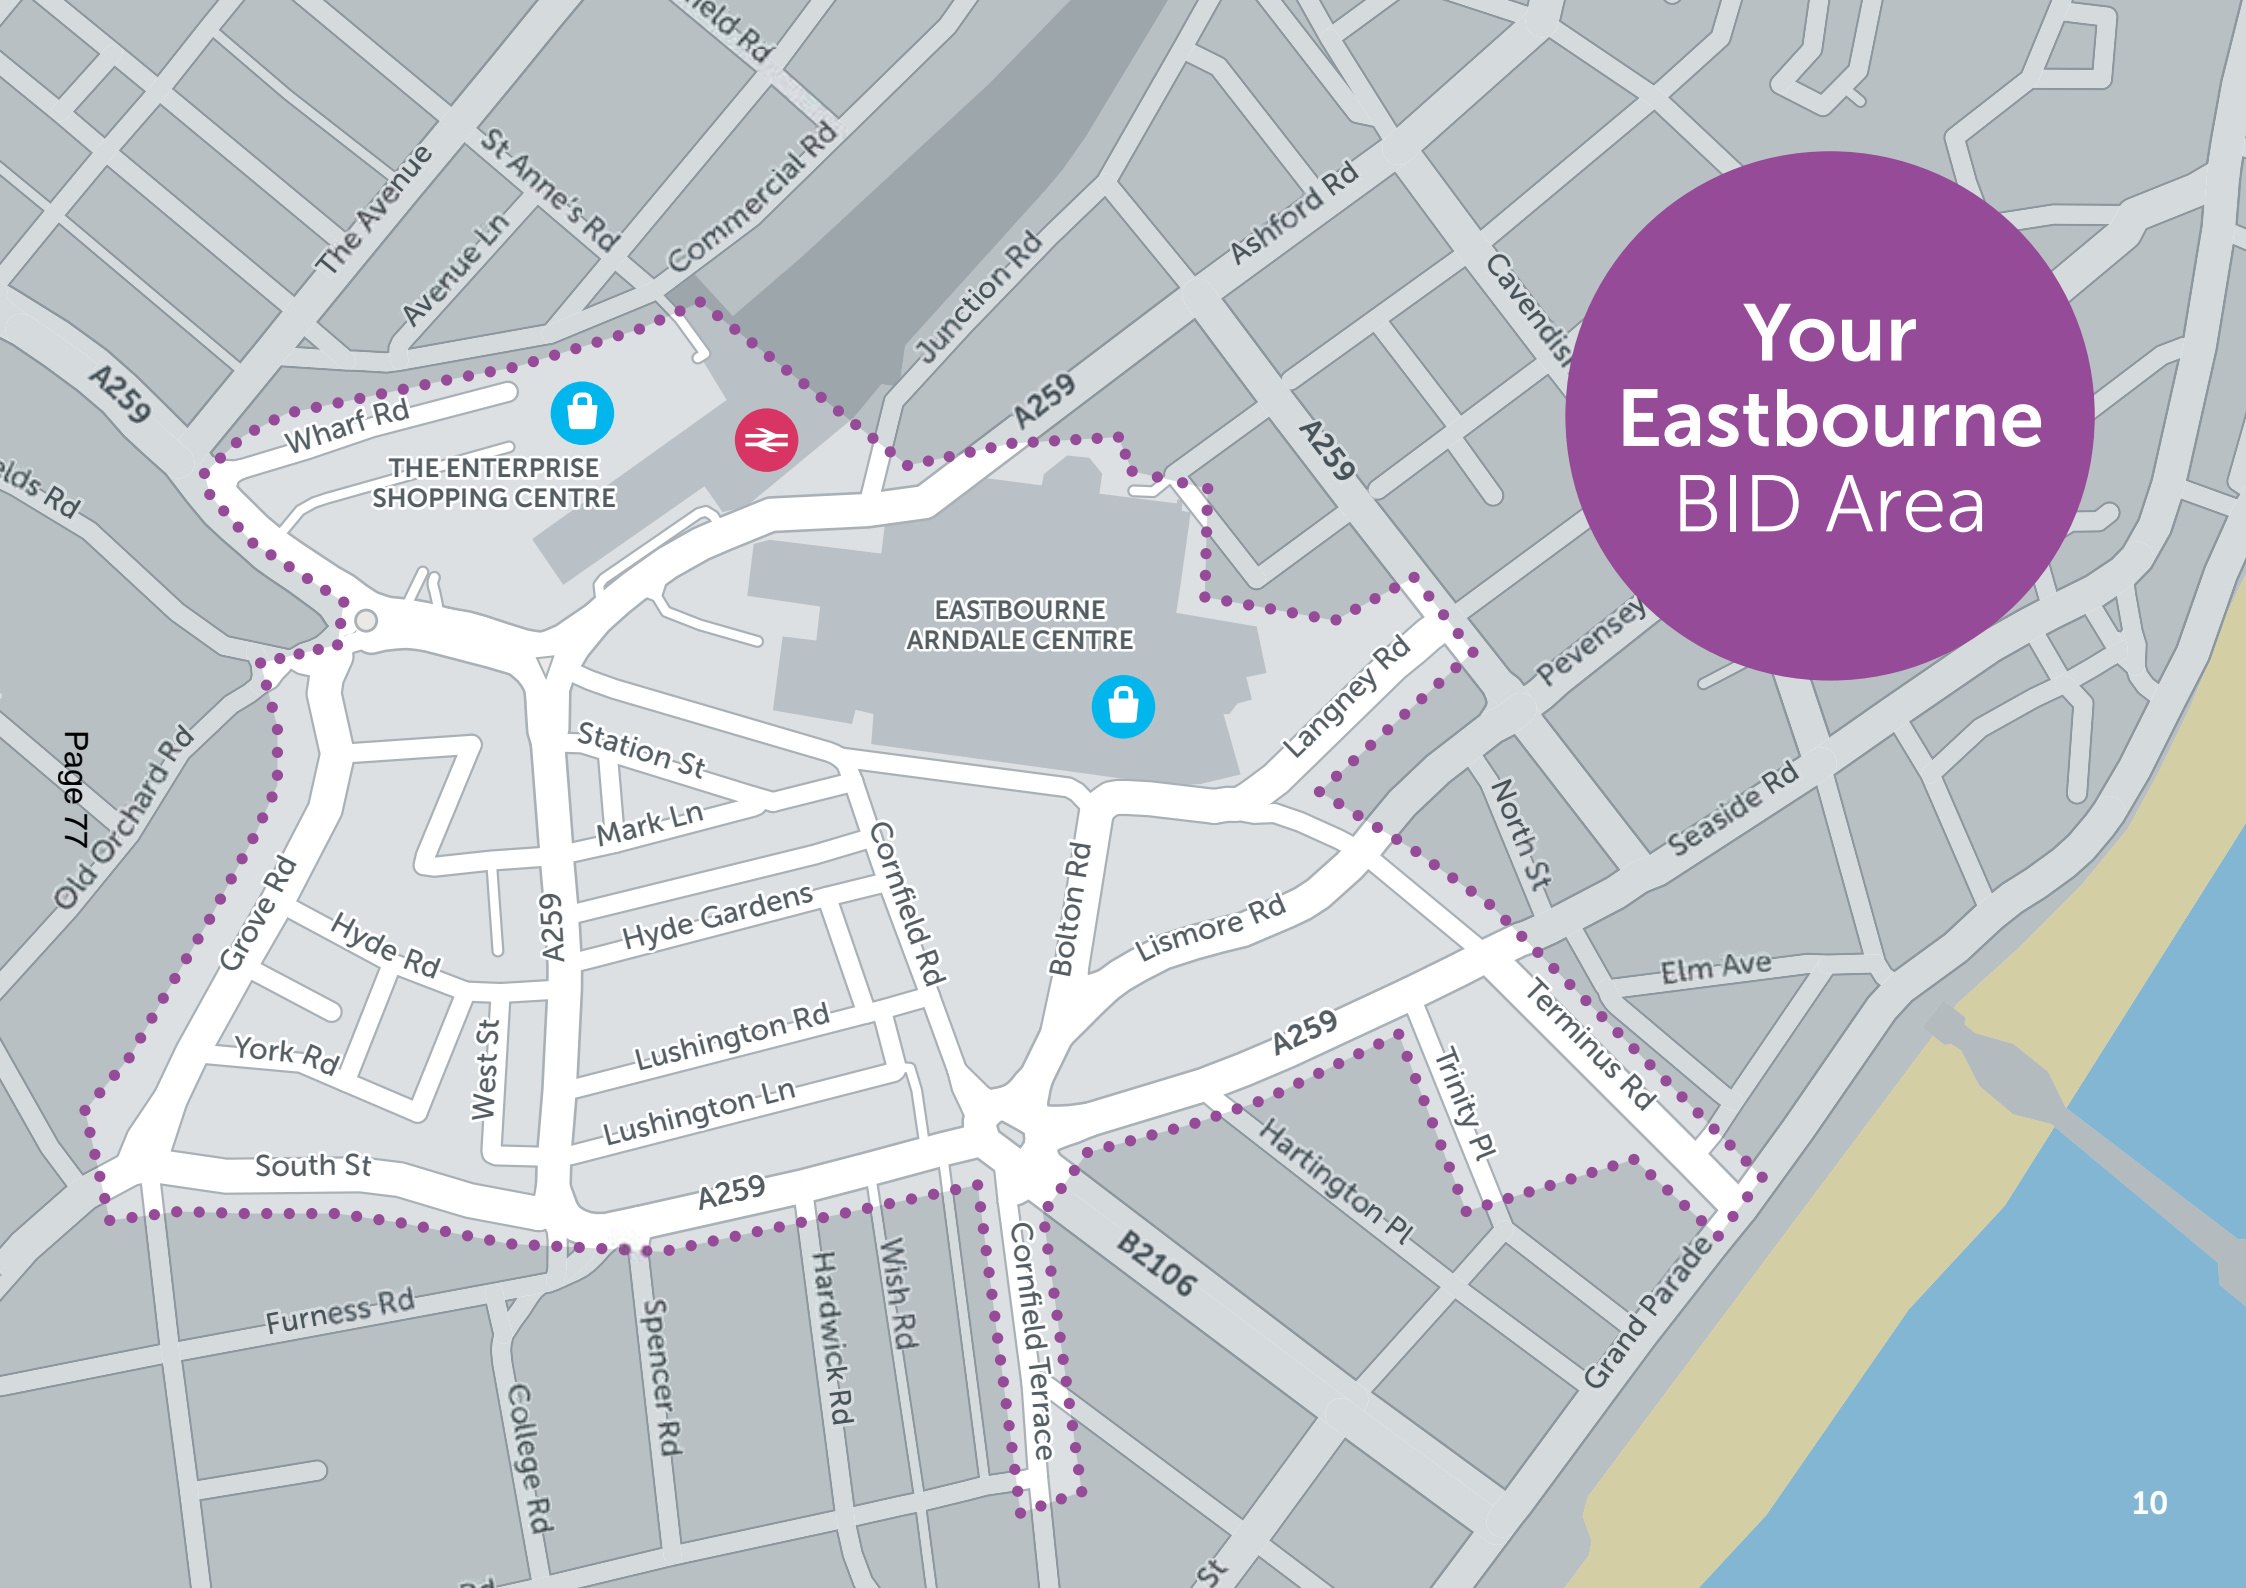 Your
Eastbourne
BID Area
St Anne's Rd
Commercial Rd
The Avenue
Avenue Ln
Junction Rd
Ashford Rd
A259
A259
A259
Wharf Rd
THE ENTERPRISE
SHOPPING CENTRE
EASTBOURNE
ARNDALE CENTRE
Langney Rd
Pevensey
Page 77
Old Orchard Rd
Station St
Mark Ln
Cornfield Rd
North St
Seaside Rd
Grove Rd
Hyde Rd
A259
Hyde Gardens
Bolton Rd
Lismore Rd
Elm Ave
York Rd
West St
Lushington Rd
Lushington Ln
A259
Terminus Rd
Trinity Pl
Hartington Pl
South St
A259
B2106
Cornfield Terrace
Grand Parade
Furness Rd
Spencer Rd
Hardwick Rd
Wish Rd
College Rd
St
10